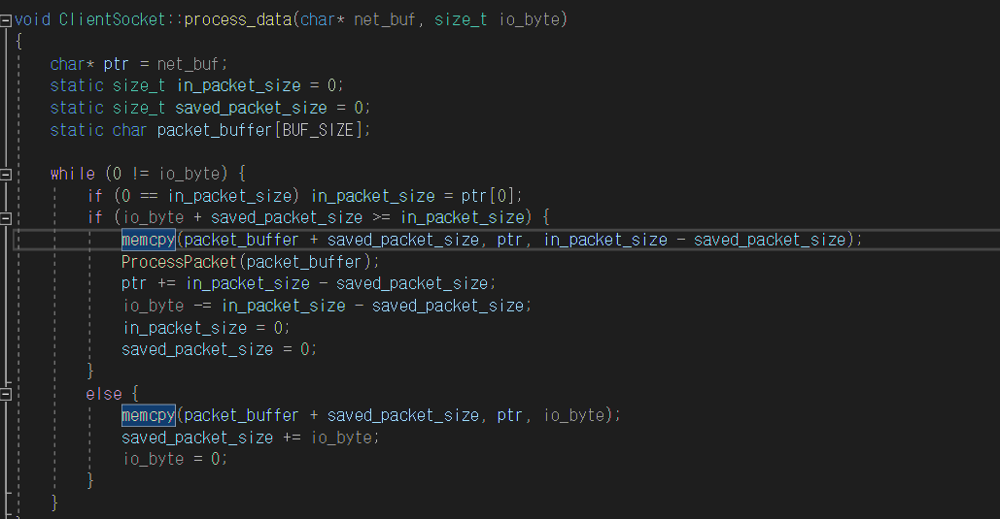 void ClientSocket::process_data(char* net_buf, size_t io_byte)
{
    char* ptr = net_buf;
    static size_t in_packet_size = 0;
    static size_t saved_packet_size = 0;
    static char packet_buffer[BUF_SIZE];

    while (0 != io_byte) {
        if (0 == in_packet_size) in_packet_size = ptr[0];
        if (io_byte + saved_packet_size >= in_packet_size) {
            memcpy(packet_buffer + saved_packet_size, ptr, in_packet_size - saved_packet_size);
            ProcessPacket(packet_buffer);
            ptr += in_packet_size - saved_packet_size;
            io_byte -= in_packet_size - saved_packet_size;
            in_packet_size = 0;
            saved_packet_size = 0;
        }
        else {
            memcpy(packet_buffer + saved_packet_size, ptr, io_byte);
            saved_packet_size += io_byte;
            io_byte = 0;
        }
    }